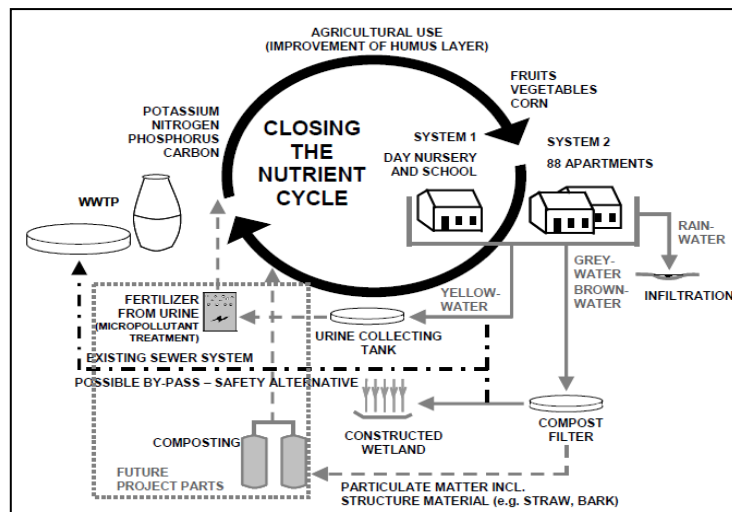 AGRICULTURAL USE
(IMPROVEMENT OF HUMUS LAYER)
FRUITS
VEGETABLES
CORN
POTASSIUM
NITROGEN
PHOSPHORUS
CARBON
CLOSING
THE
NUTRIENT
CYCLE
SYSTEM 1
DAY NURSERY
AND SCHOOL
SYSTEM 2
88 APARTMENTS
WWTP
RAIN-
WATER
GREY-
WATER
BROWN-
WATER
INFILTRATION
YELLOW-
WATER
FERTILIZER
FROM URINE
(MICROPOLLUTANT
TREATMENT)
URINE COLLECTING
TANK
EXISTING SEWER SYSTEM
POSSIBLE BY-PASS – SAFETY ALTERNATIVE
COMPOSTING
CONSTRUCTED
WETLAND
COMPOST
FILTER
FUTURE
PROJECT PARTS
PARTICULATE MATTER INCL.
STRUCTURE MATERIAL (e.g. STRAW, BARK)